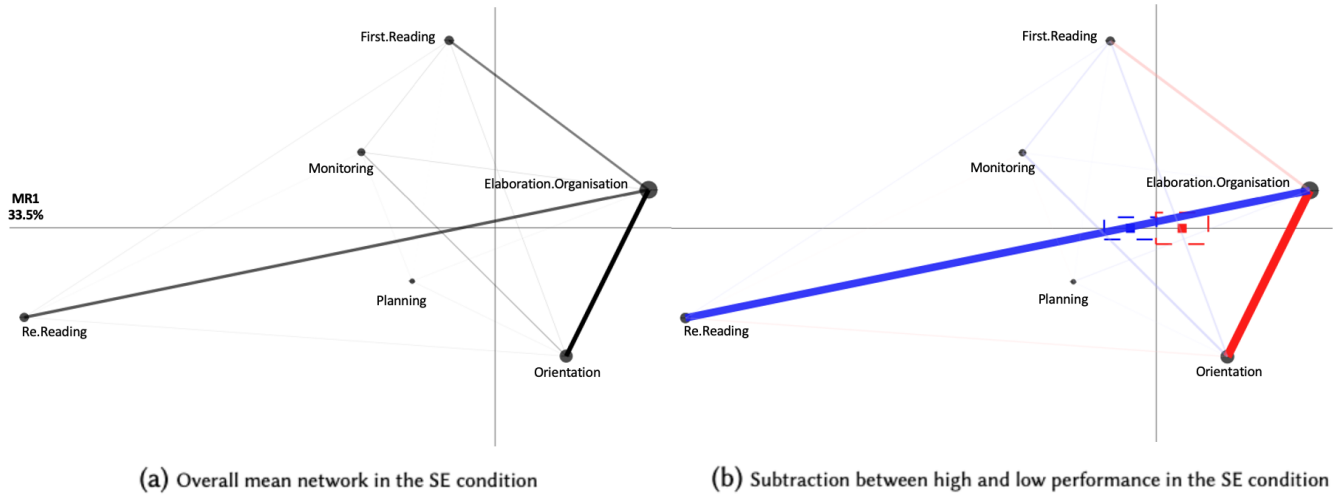 First.Reading
Monitoring
Elaboration.Organisation
MR1
33.5%
Planning
Re.Reading
Orientation
(a) Overall mean network in the SE condition
First.Reading
Monitoring
Elaboration.Organisation
Planning
Re.Reading
Orientation
(b) Subtraction between high and low performance in the SE condition